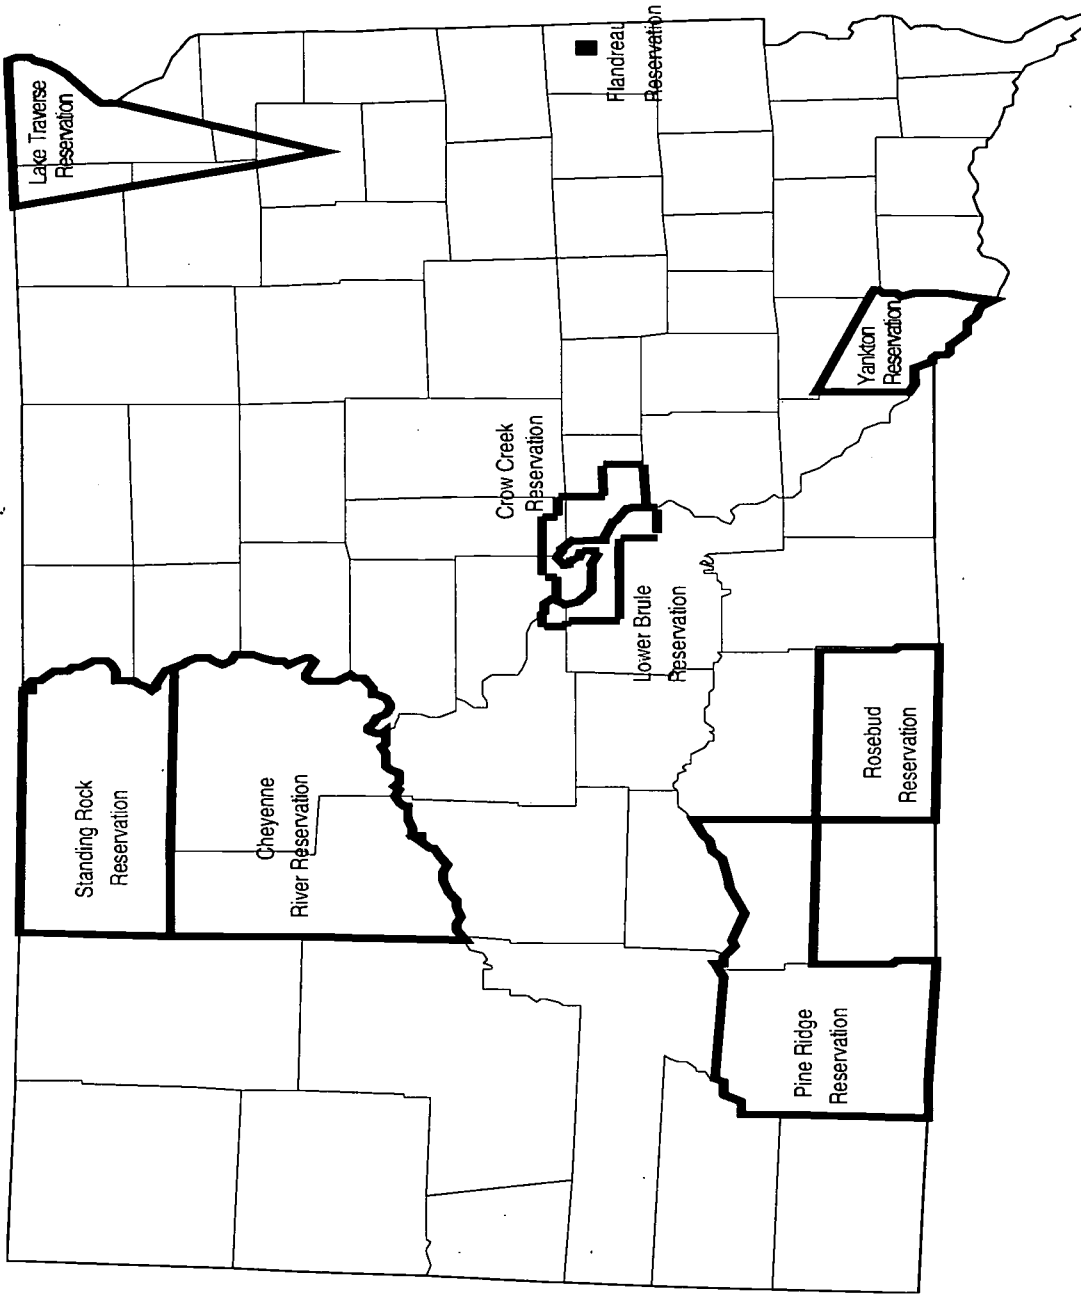 Standing Rock
Reservation
Cheyenne
River Reservation
Lake Traverse
Reservation
Crow Creek
Reservation
Flandreau
Reservation
Lower Brule
Reservation
Pine Ridge
Reservation
Rosebud
Reservation
Yankton
Reservation